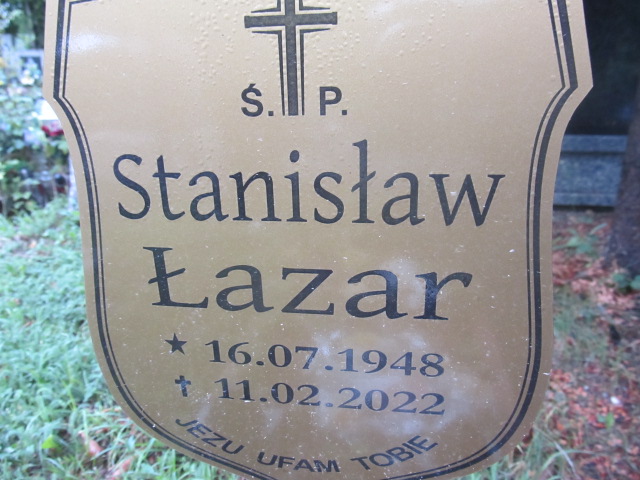 Ś. P.
Stanisław
Łazar
★ 16.07.1948
✝ 11.02.2022
JEZU UFAM TOBIE